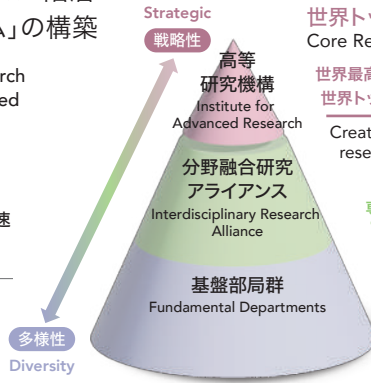 」の構築
Strategic
戦略性
世界トッ
Core Re
高等
研究機構
Institute for
Advanced Research
世界最高
世界トッ
rch
ed
Creat
resea
分野融合研究
アライアンス
Interdisciplinary Research
Alliance
速
基盤部局群
Fundamental Departments
多様性
Diversity